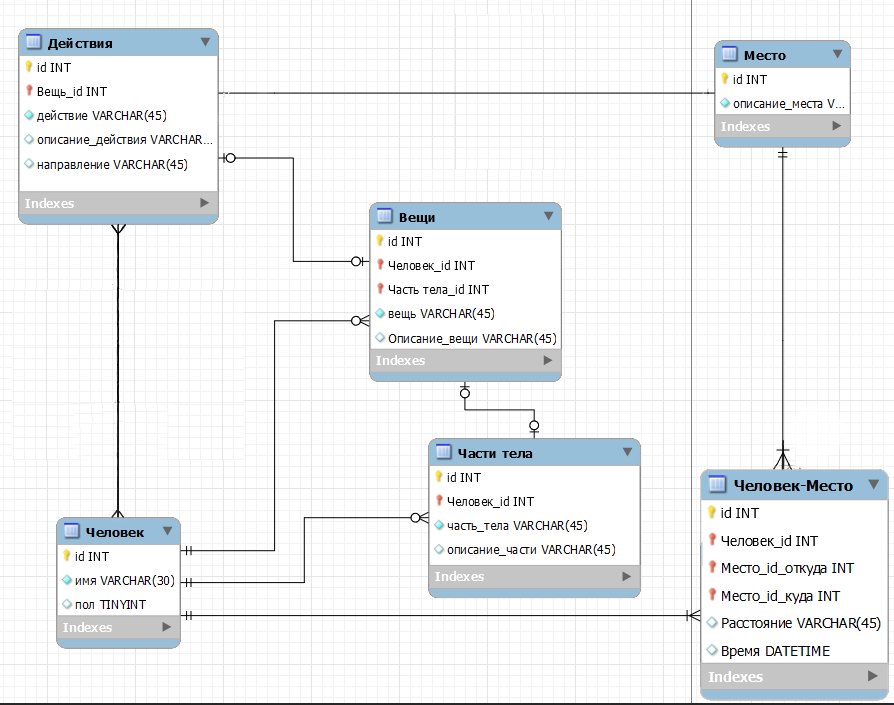 Действия
id INT
Вещь_id INT
действие VARCHAR(45)
описание_действия VARCHAR...
направление VARCHAR(45)
Indexes
Место
id INT
описание_места V...
Indexes
Вещи
id INT
Человек_id INT
Часть тела_id INT
вещь VARCHAR(45)
Описание_вещи VARCHAR(45)
Indexes
Части тела
id INT
Человек_id INT
часть_тела VARCHAR(45)
описание_части VARCHAR(45)
Indexes
Человек
id INT
имя VARCHAR(30)
пол TINYINT
Indexes
Человек-Место
id INT
Человек_id INT
Место_id_откуда INT
Место_id_куда INT
Расстояние VARCHAR(45)
Время DATETIME
Indexes